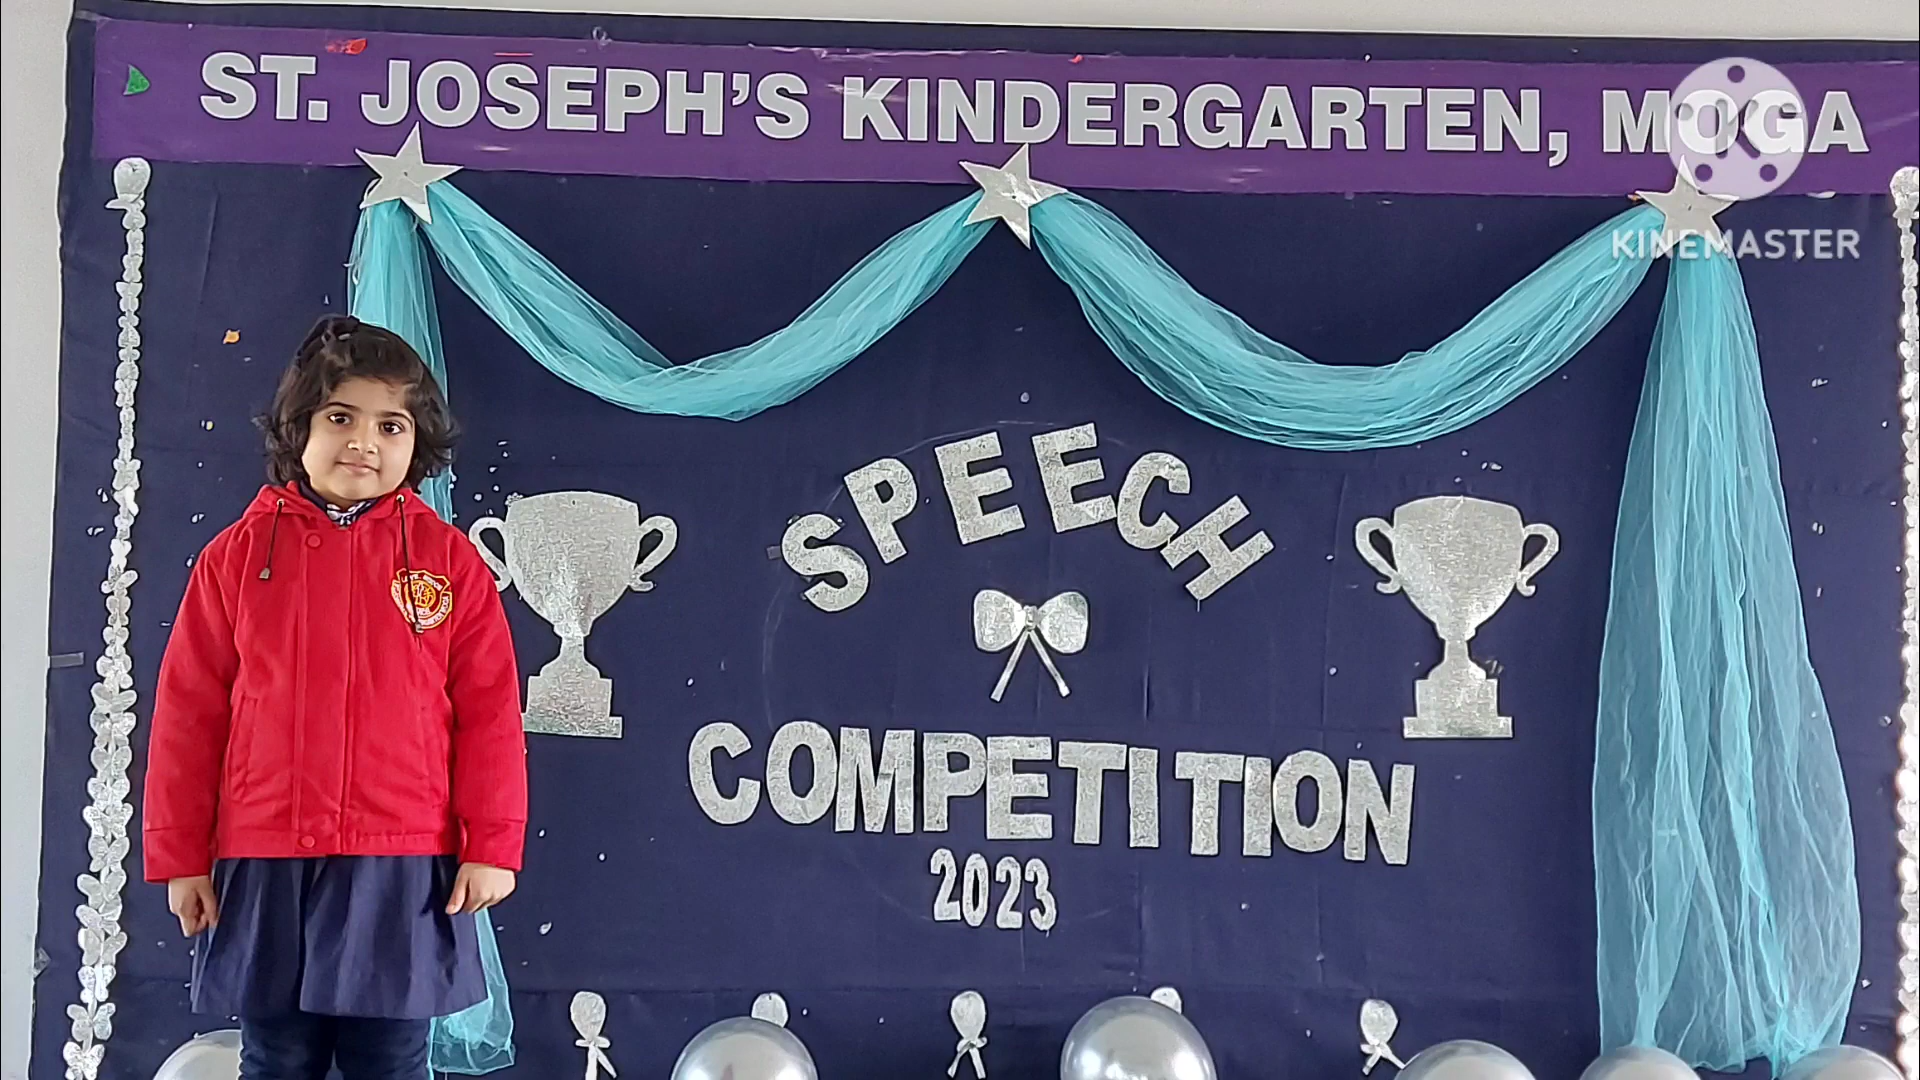 ST. JOSEPH'S KINDERGARTEN, MOGA
KINEMASTER
SPEECH
COMPETITION
2023